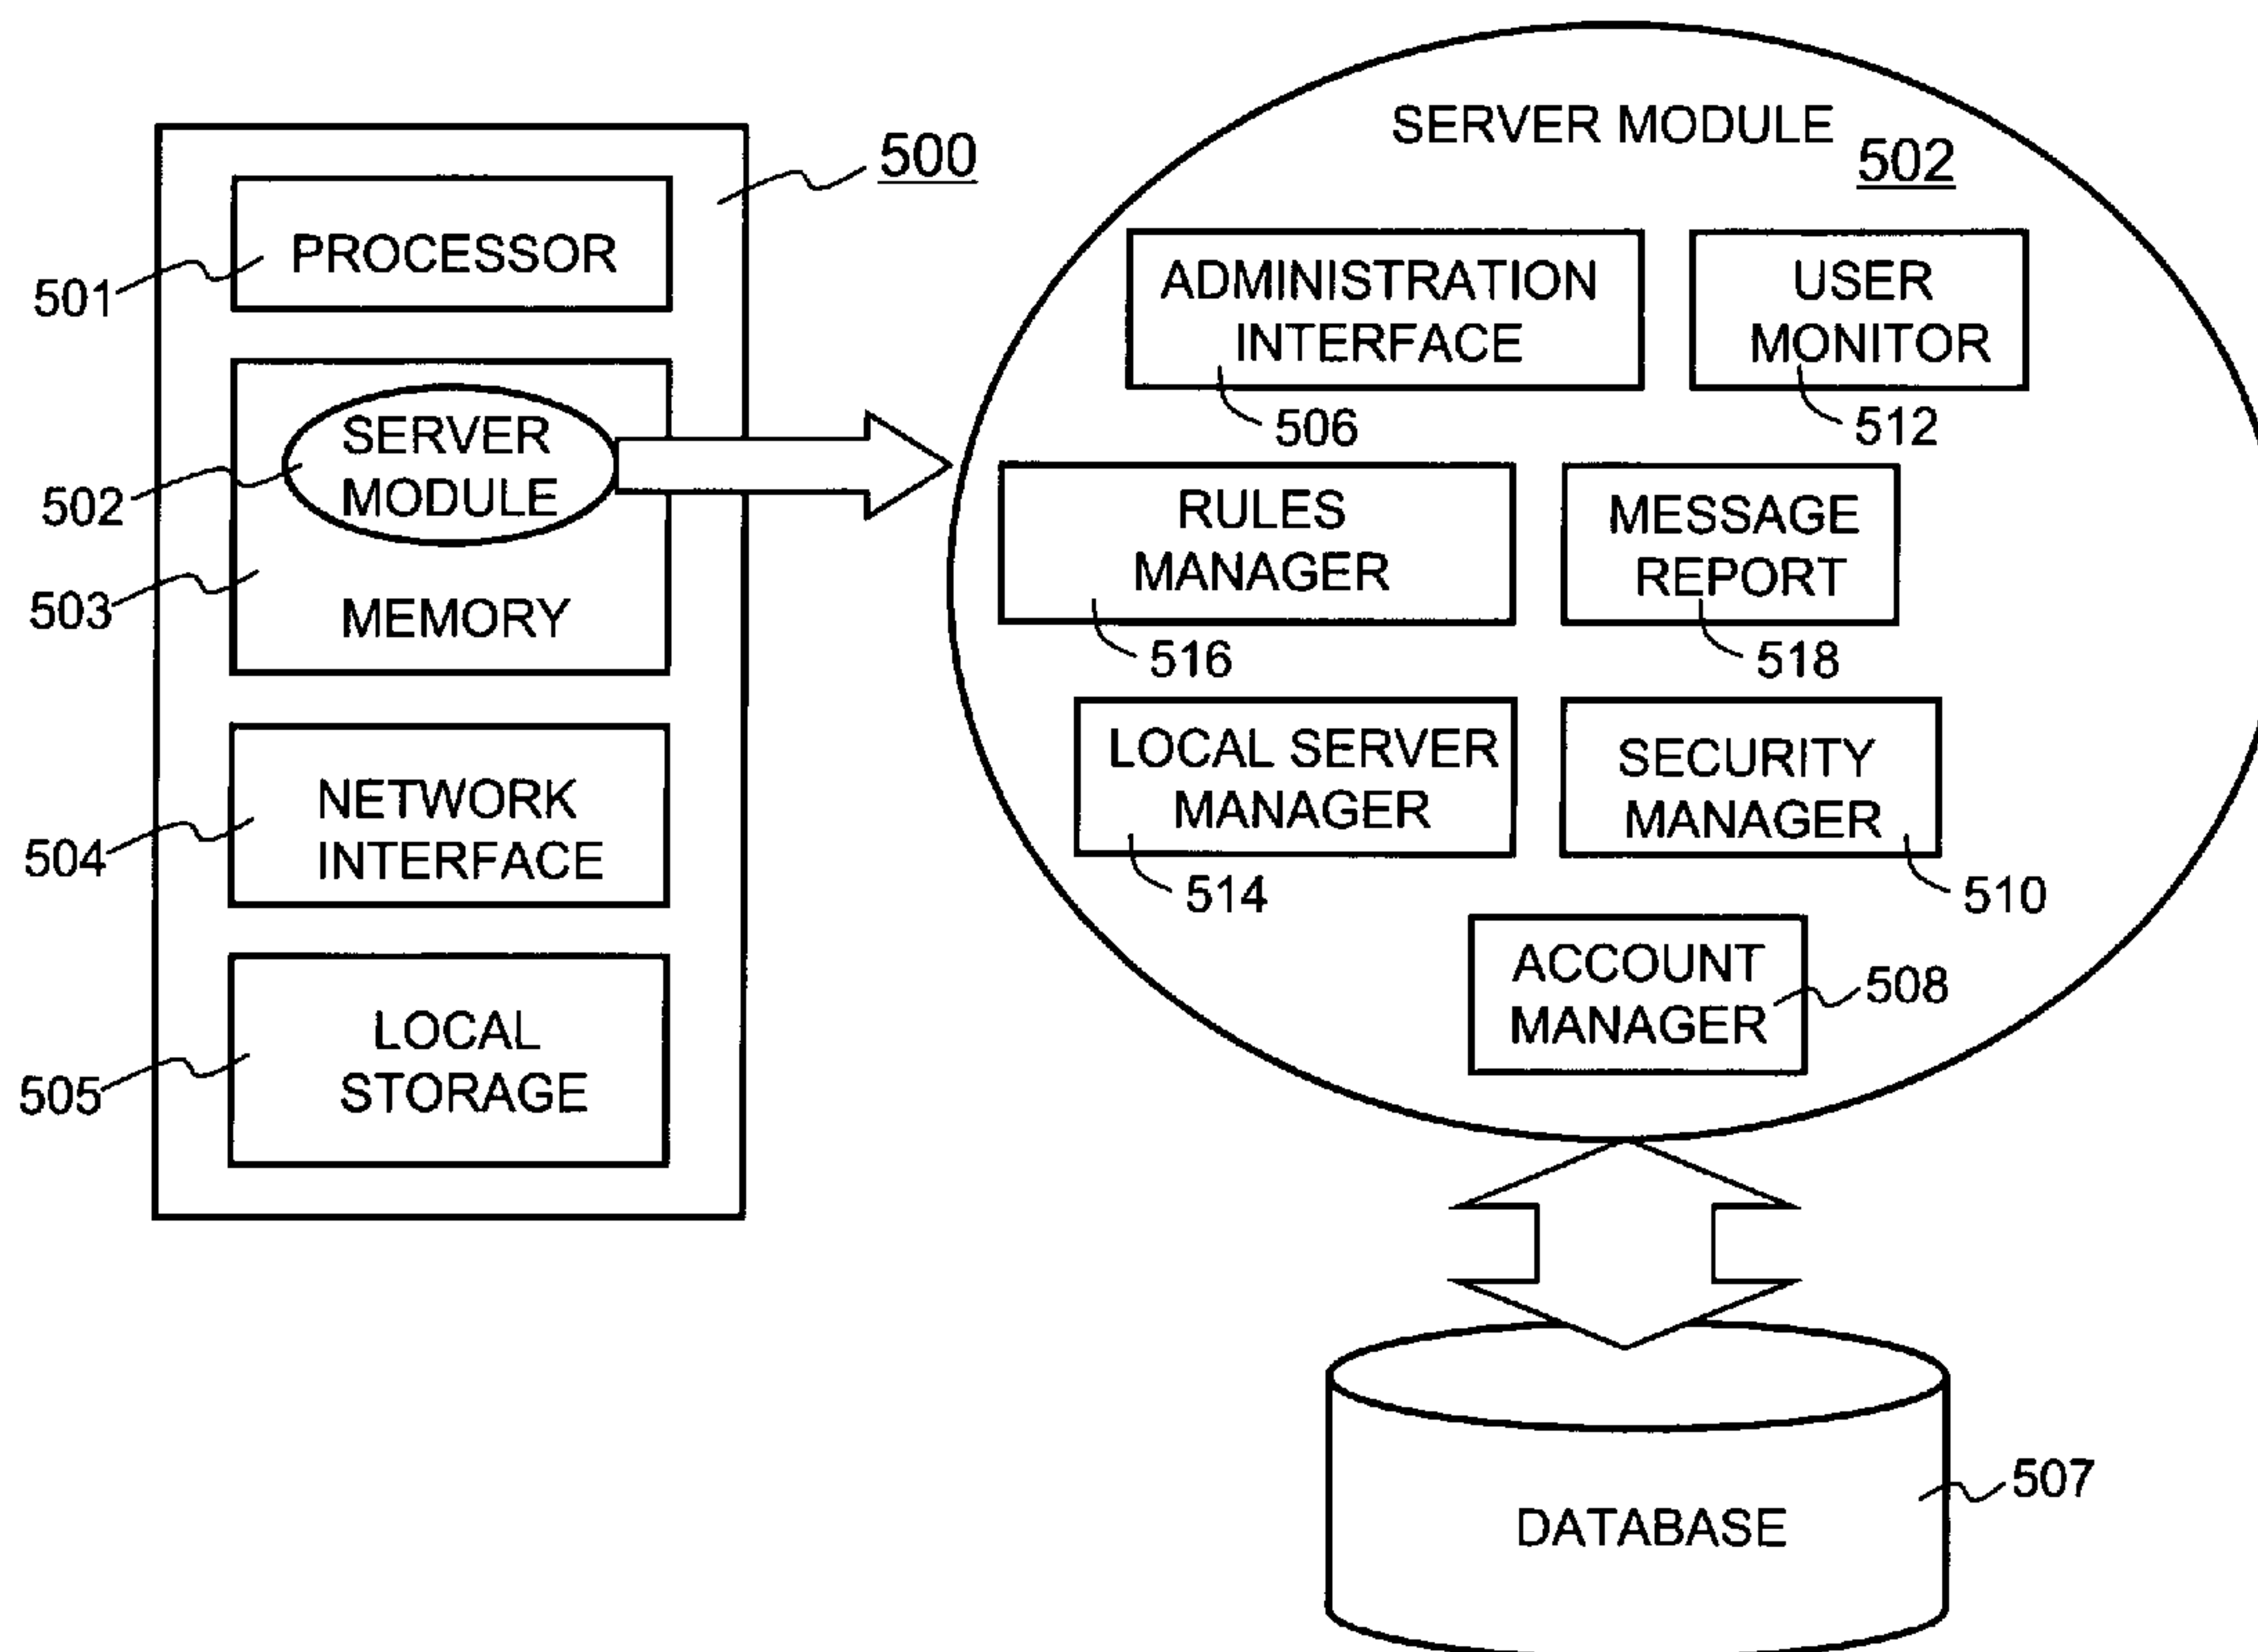 500
PROCESSOR
501
SERVER
MODULE
502
503
MEMORY
NETWORK
INTERFACE
504
LOCAL
STORAGE
505
SERVER MODULE
502
ADMINISTRATION
INTERFACE
506
USER
MONITOR
512
RULES
MANAGER
516
MESSAGE
REPORT
518
LOCAL SERVER
MANAGER
514
SECURITY
MANAGER
510
ACCOUNT
MANAGER
508
507
DATABASE